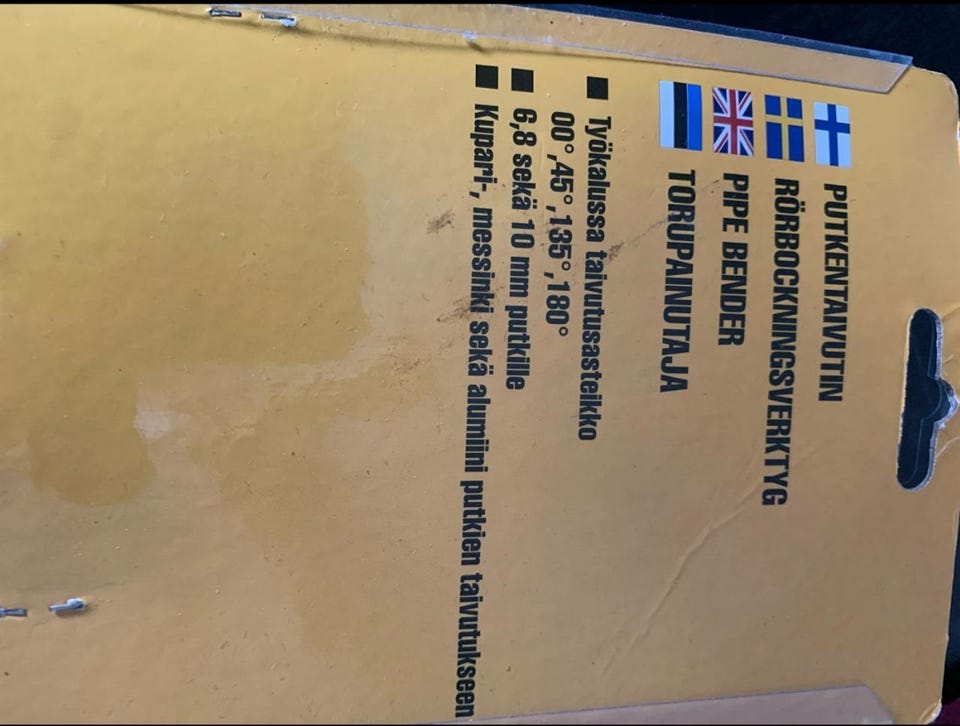 PUTKENTAIVUTIN
RÖRBOCKNINGSVERKTYG
PIPE BENDER
TORUPAINUTAJA
Työkalussa taivutusasteikko
00°,45°,135°,180°
6,8 sekä 10 mm putkille
Kupari-, messinki sekä alumiini putkien taivutukseen